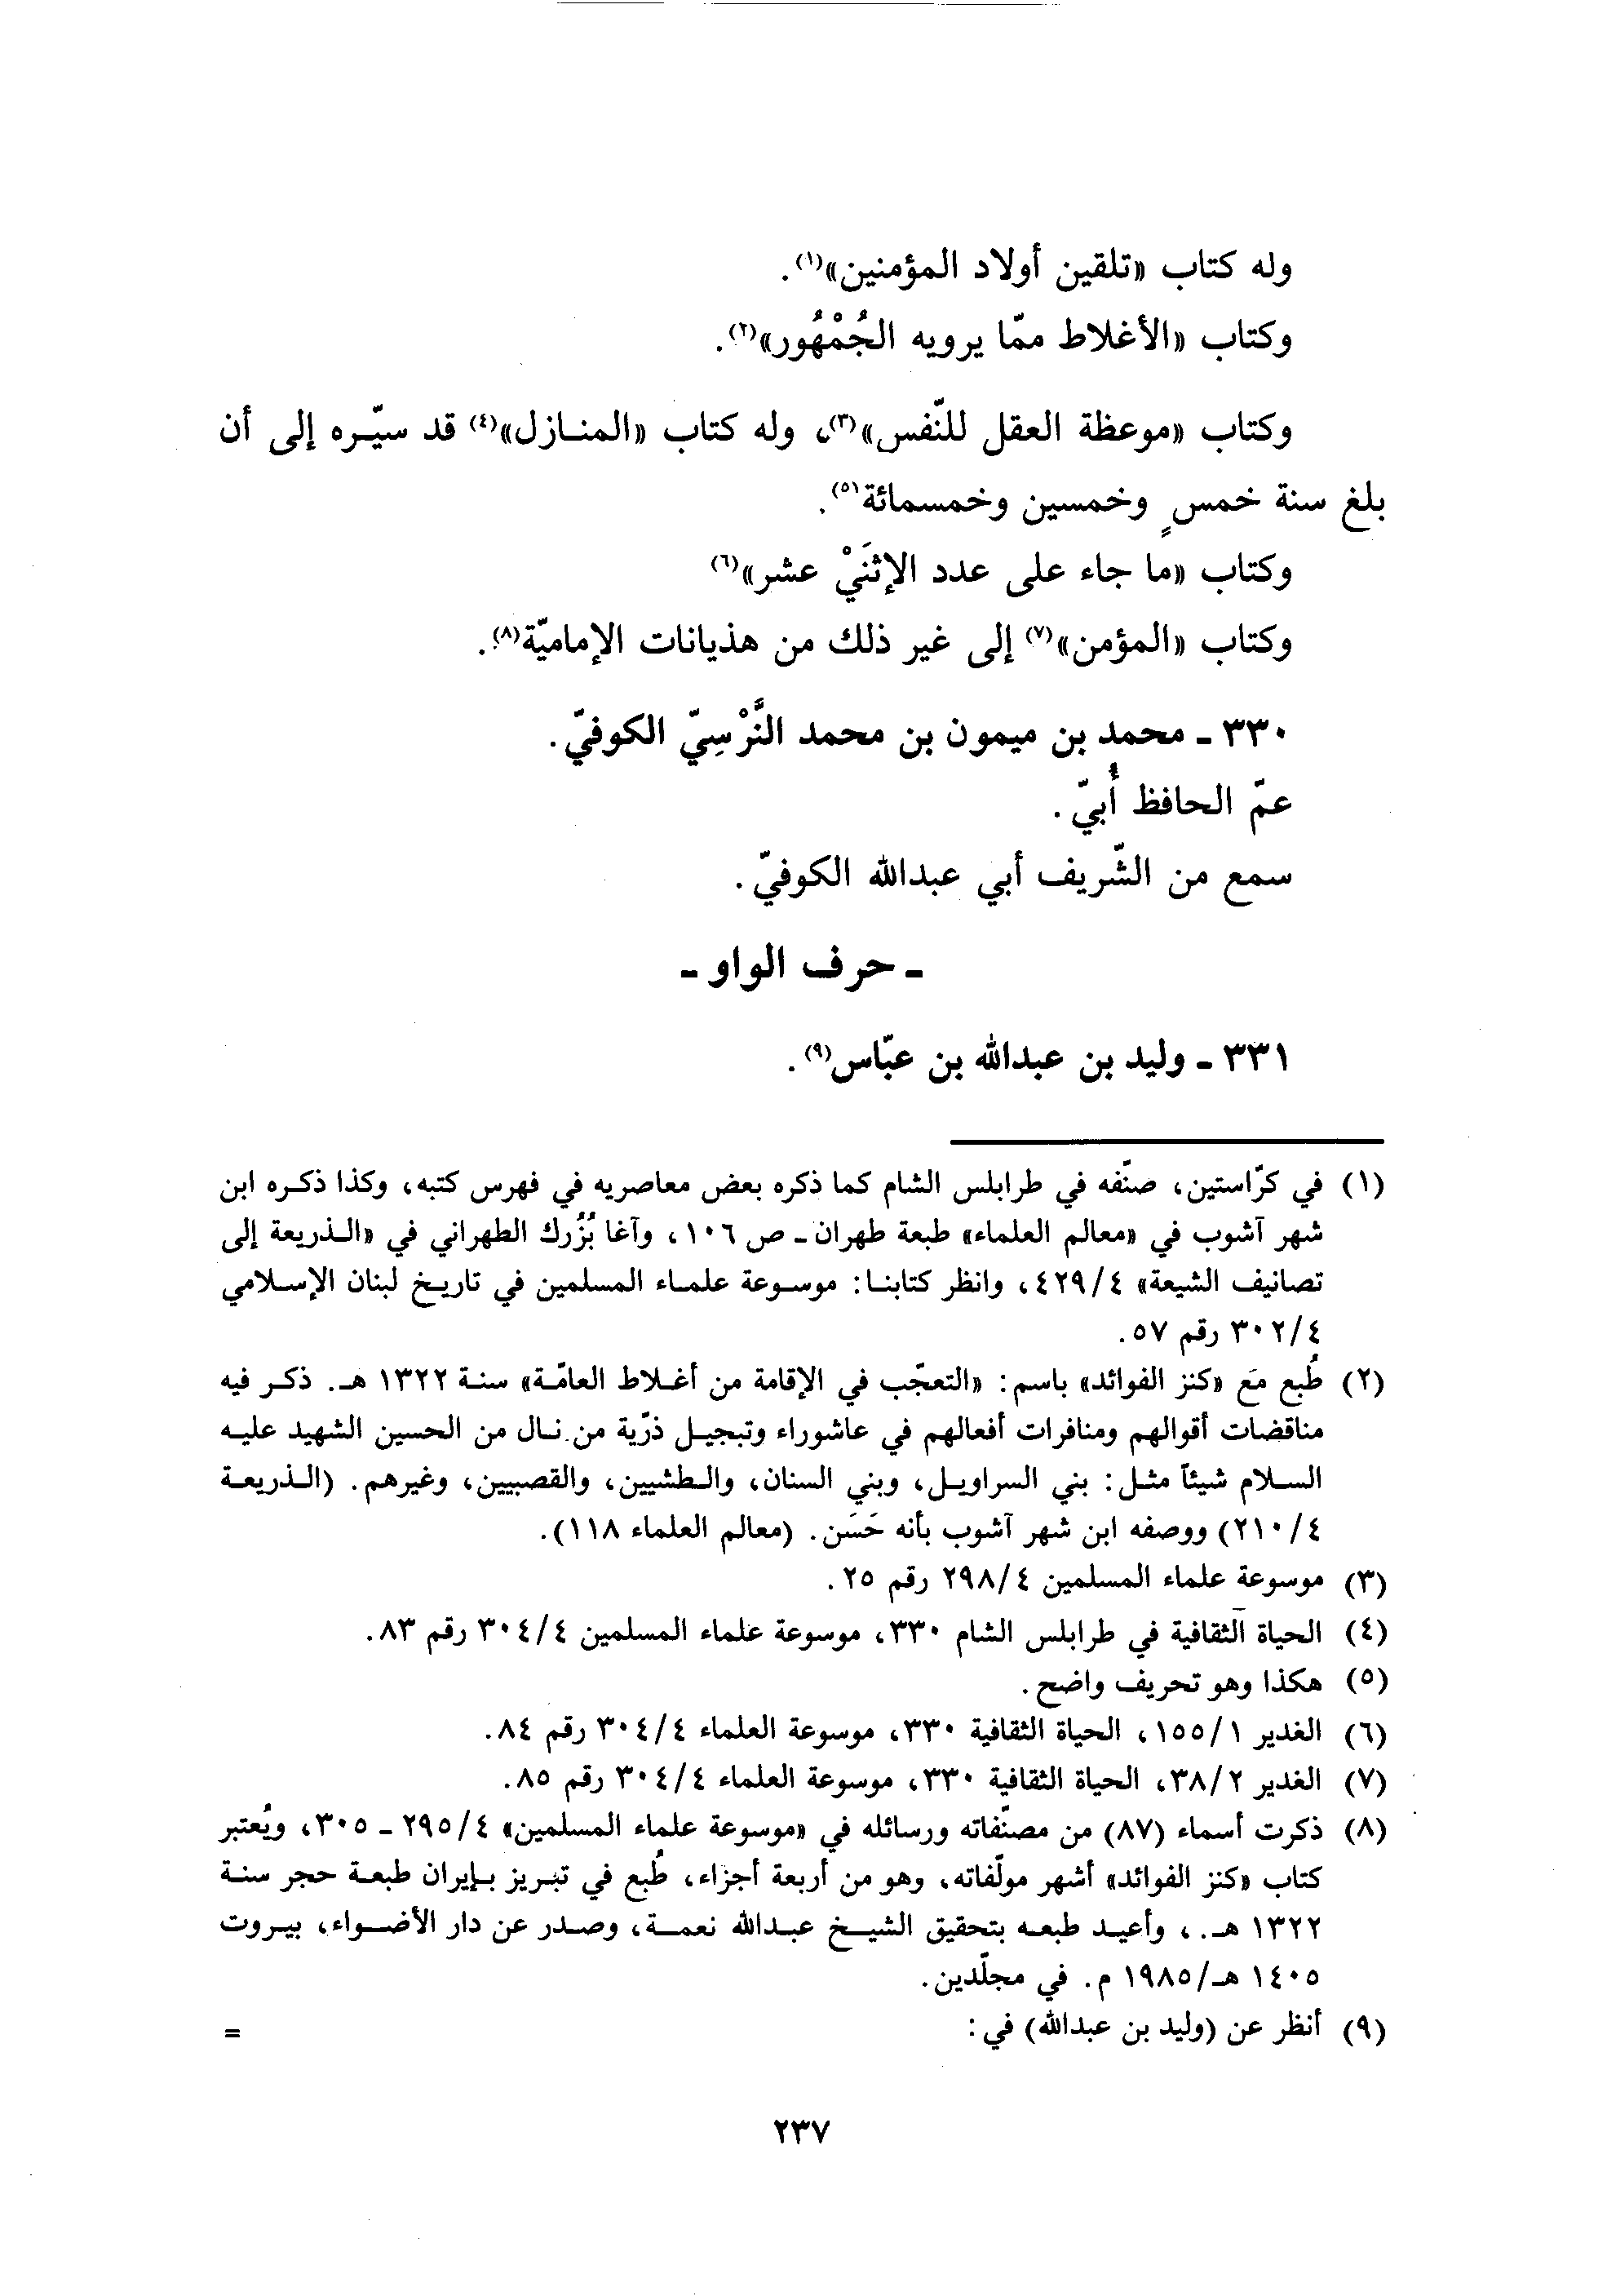 وله كتاب «تلقين أولاد المؤمنين»(١).
وكتاب «الأغلاط ممّا يرويه الجُمْهُور»(٢).
وكتاب «موعظة العقل للنّفس»(٣)، وله كتاب «المنازل»(٤) قد سيّره إلى أن
بلغ سنة خمسٍ وخمسين وخمسمائة(٥).
وكتاب «ما جاء على عدد الإثنَيْ عشر»(٦)
وكتاب «المؤمن»(٧) إلى غير ذلك من هذيانات الإماميّة(٨).
٣٣٠ ـ محمد بن ميمون بن محمد النَّرْسِيّ الكوفيّ.
عمّ الحافظ أُبيّ.
سمع من الشّريف أبي عبدالله الكوفيّ.
ـ حرف الواو ـ
٣٣١ ـ وليد بن عبدالله بن عبّاس(٩).
(١) في كرّاستين، صنّفه في طرابلس الشام كما ذكره بعض معاصريه في فهرس كتبه، وكذا ذكره ابن
شهر آشوب في «معالم العلماء» طبعة طهران ـ ص ١٠٦، وآغا بُزُرك الطهراني في «الذريعة إلى
تصانيف الشيعة» ٤٢٩/٤، وانظر كتابنا: موسوعة علماء المسلمين في تاريخ لبنان الإسلامي
٣٠٢/٤ رقم ٥٧.
(٢) طُبع مَع «كنز الفوائد» باسم: «التعجّب في الإقامة من أغلاط العامّة» سنة ١٣٢٢ هـ. ذكر فيه
مناقضات أقوالهم ومنافرات أفعالهم في عاشوراء وتبجيل ذرّية من نال من الحسين الشهيد عليه
السلام شيئاً مثل: بني السراويل، وبني السنان، والطشيين، والقصبيين، وغيرهم. (الذريعة
٢١٠/٤) ووصفه ابن شهر آشوب بأنه حَسَن. (معالم العلماء ١١٨).
(٣) موسوعة علماء المسلمين ٢٩٨/٤ رقم ٢٥.
(٤) الحياة الثقافية في طرابلس الشام ٣٣٠، موسوعة علماء المسلمين ٣٠٤/٤ رقم ٨٣.
(٥) هكذا وهو تحريف واضح.
(٦) الغدير ١٥٥/١، الحياة الثقافية ٣٣٠، موسوعة العلماء ٣٠٤/٤ رقم ٨٤.
(٧) الغدير ٣٨/٢، الحياة الثقافية ٣٣٠، موسوعة العلماء ٣٠٤/٤ رقم ٨٥.
(٨) ذكرت أسماء (٨٧) من مصنّفاته ورسائله في «موسوعة علماء المسلمين» ٢٩٥/٤ ـ ٣٠٥، ويُعتبر
كتاب «كنز الفوائد» أشهر مولّفاته، وهو من أربعة أجزاء، طُبع في تبريز بإيران طبعة حجر سنة
١٣٢٢ هـ.، وأعيد طبعه بتحقيق الشيخ عبدالله نعمة، وصدر عن دار الأضواء، بيروت
١٤٠٥ هـ/١٩٨٥ م. في مجلّدين.
(٩) أنظر عن (وليد بن عبدالله) في: =
٢٣٧